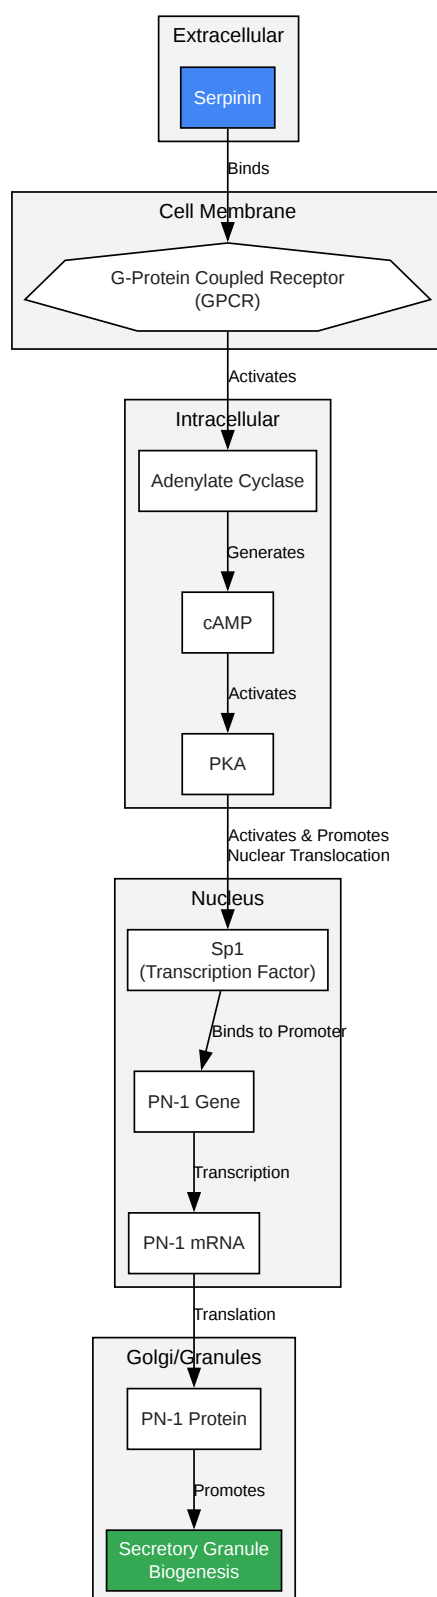 Extracellular
Serpinin
Binds
Cell Membrane
G-Protein Coupled Receptor
(GPCR)
Activates
Intracellular
Adenylate Cyclase
Generates
cAMP
Activates
PKA
Activates & Promotes
Nuclear Translocation
Nucleus
Sp1
(Transcription Factor)
Binds to Promoter
PN-1 Gene
Transcription
PN-1 mRNA
Translation
Golgi/Granules
PN-1 Protein
Promotes
Secretory Granule
Biogenesis